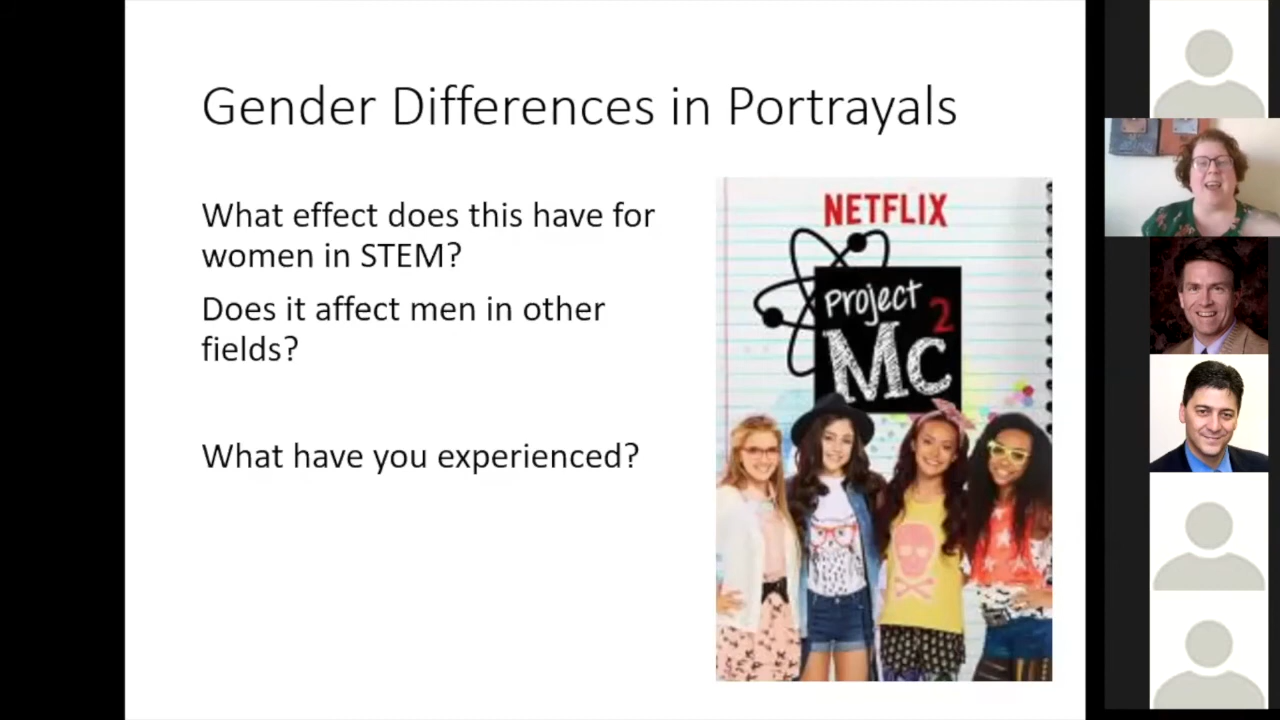 Gender Differences in Portrayals
What effect does this have for
women in STEM?
Does it affect men in other
fields?
What have you experienced?
NETFLIX
Project
Mc 2